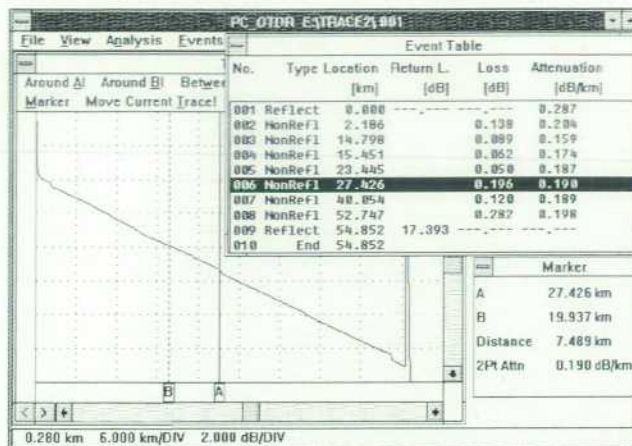 PC_OTDR E:\TRACE2\001
File View Analysis Events
Event Table
No. Type Location Return L. Loss Attenuation
[km] [dB] [dB] [dB/km]
001 Reflect 0.000 ---.--- ---.--- 0.287
002 NonRefl 2.186 0.138 0.204
003 NonRefl 14.798 0.089 0.159
004 NonRefl 15.451 0.062 0.174
005 NonRefl 23.445 0.050 0.187
006 NonRefl 27.426 0.196 0.190
007 NonRefl 40.054 0.120 0.189
008 NonRefl 52.747 0.282 0.198
009 Reflect 54.852 17.393 ---.--- ---.---
010 End 54.852
Around A! Around B! Betwee
Marker Move Current Trace!
Marker
A 27.426 km
B 19.937 km
Distance 7.489 km
2Pt Attn 0.190 dB/km
B A
0.280 km 6.000 km/DIV 2.000 dB/DIV